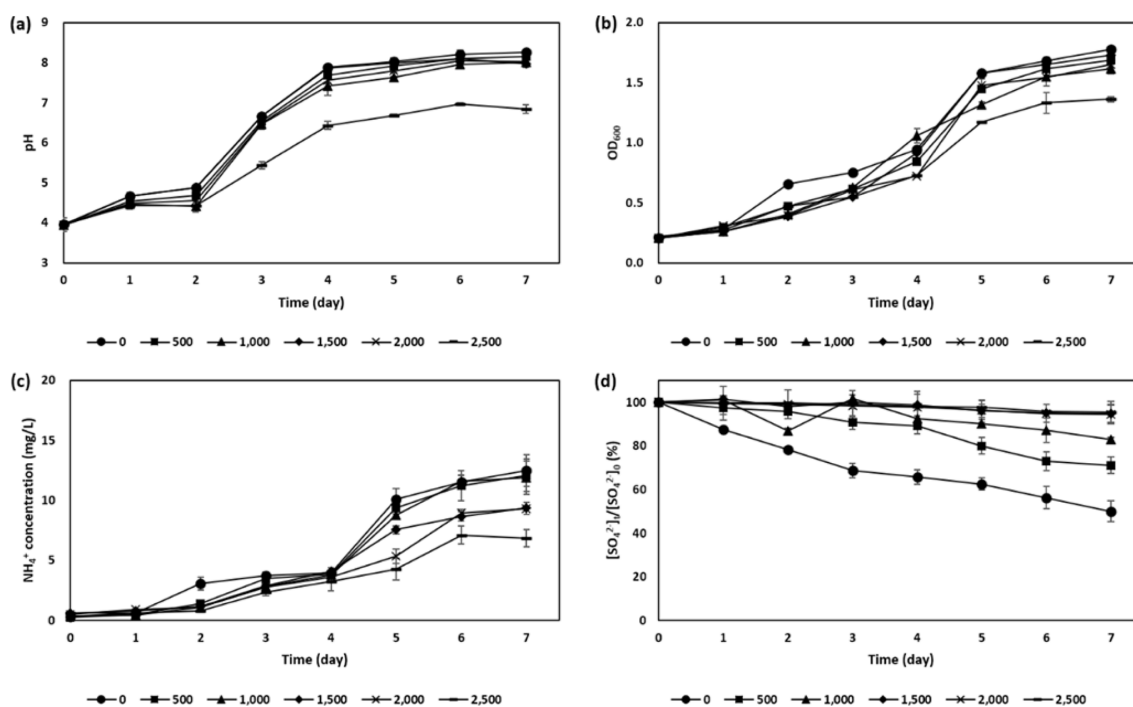 (a)
9
8
7
6
5
4
3
pH
0 1 2 3 4 5 6 7
Time (day)
0 500 1,000 1,500 2,000 2,500
(b)
2.0
1.5
1.0
0.5
0.0
OD₆₀₀
0 1 2 3 4 5 6 7
Time (day)
0 500 1,000 1,500 2,000 2,500
(c)
20
15
10
5
0
NH₄⁺ concentration (mg/L)
0 1 2 3 4 5 6 7
Time (day)
0 500 1,000 1,500 2,000 2,500
(d)
100
80
60
40
20
0
[SO₄²⁻]ₜ/[SO₄²⁻]₀ (%)
0 1 2 3 4 5 6 7
Time (day)
0 500 1,000 1,500 2,000 2,500